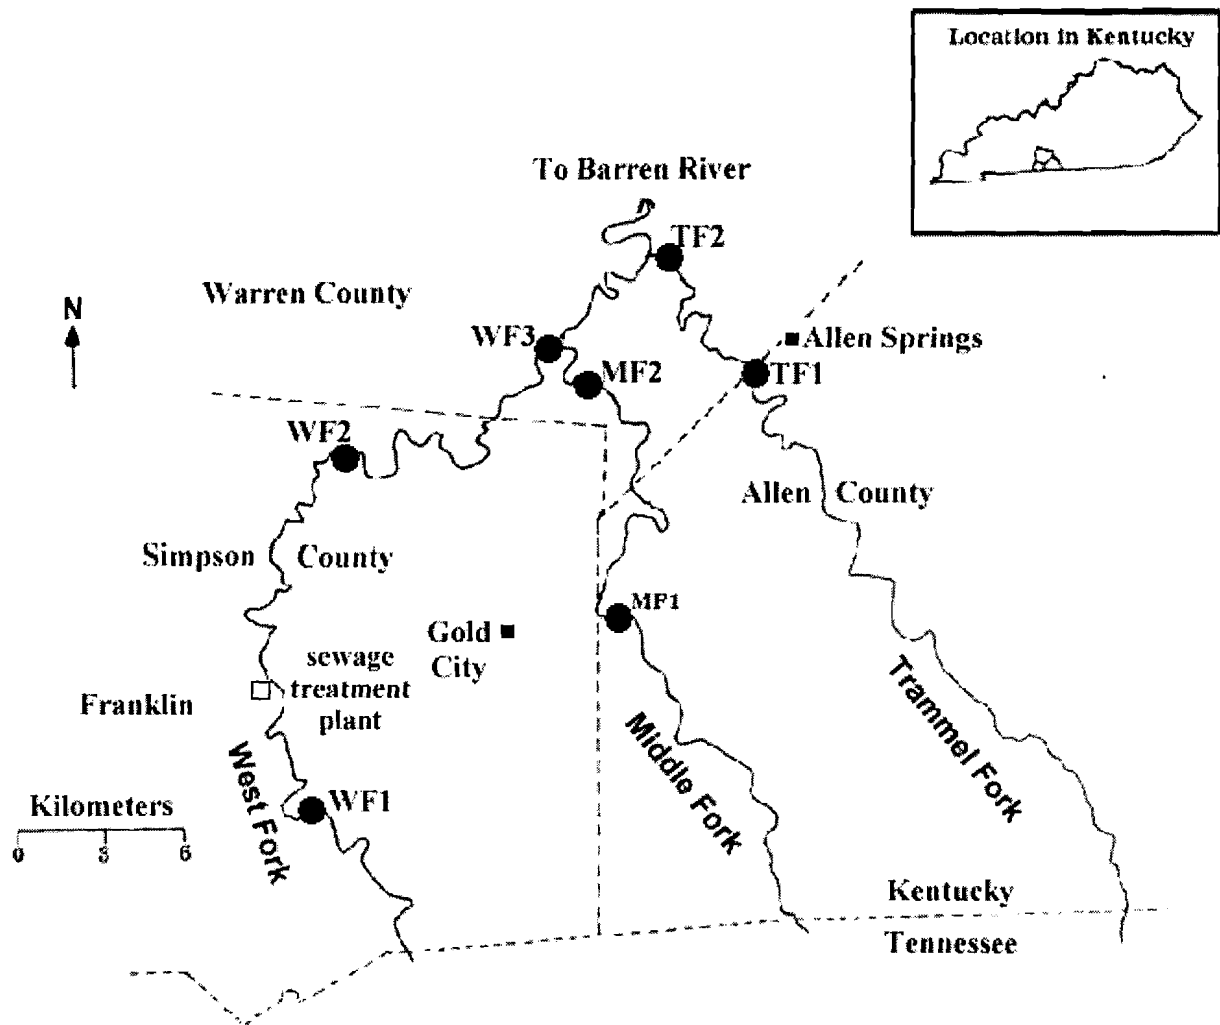 Location in Kentucky
To Barren River
TF2
Warren County
N
WF3
Allen Springs
MF2
TF1
WF2
Allen County
Simpson County
MF1
Gold
City
sewage
treatment
plant
Franklin
Trammel Fork
Middle Fork
West Fork
WF1
Kilometers
0 3 6
Kentucky
Tennessee